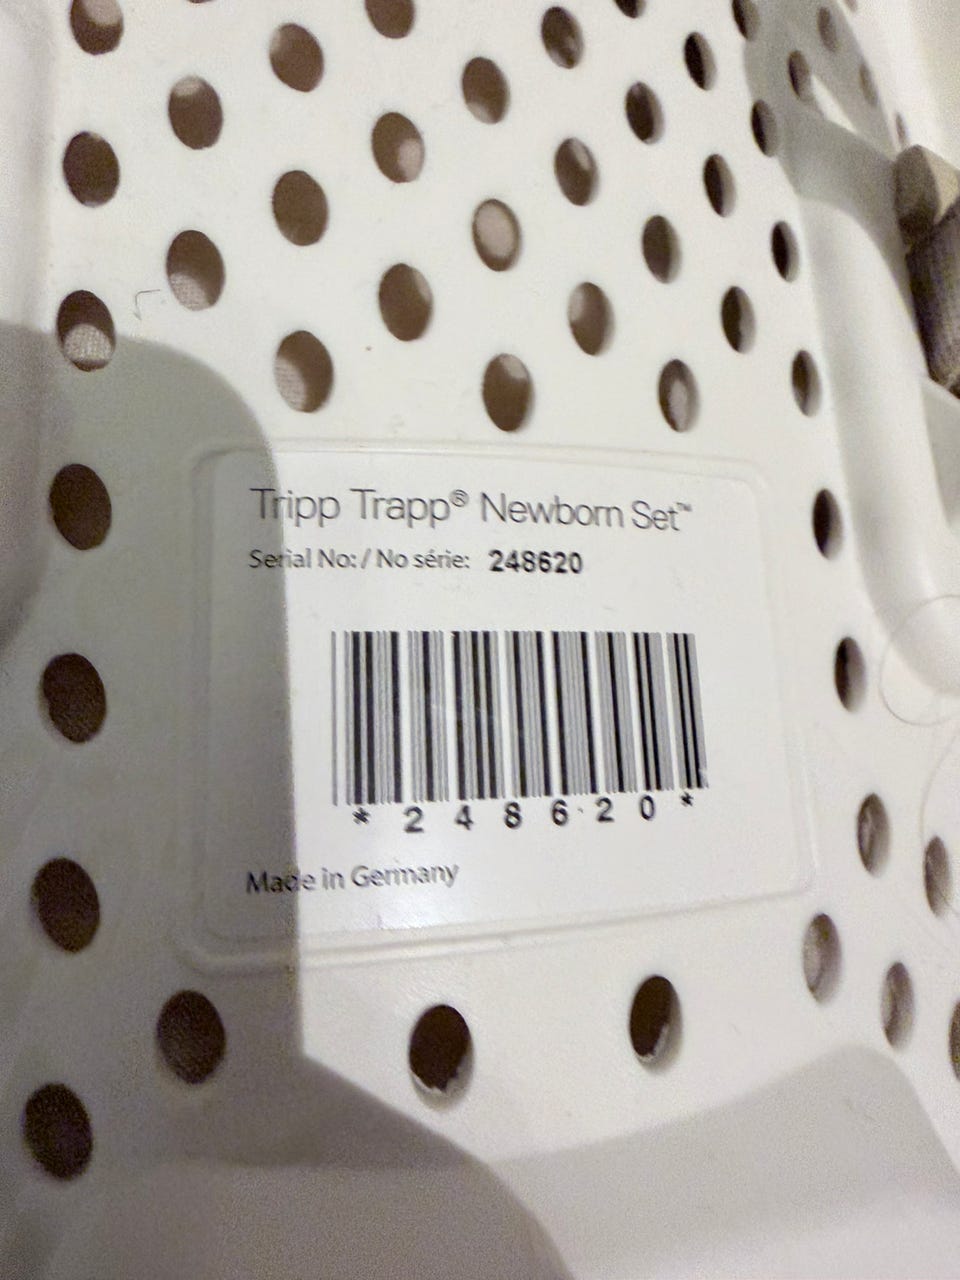 Tripp Trapp® Newborn Set™
Serial No: / No série: 248620
* 2 4 8 6 2 0 *
Made in Germany